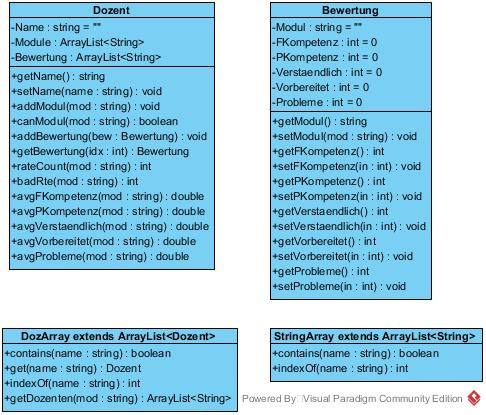 Dozent
-Name : string = ""
-Module : ArrayList<String>
-Bewertung : ArrayList<String>
+getName() : string
+setName(name : string) : void
+addModul(mod : string) : void
+canModul(mod : string) : boolean
+addBewertung(bew : Bewertung) : void
+getBewertung(idx : int) : Bewertung
+rateCount(mod : string) : int
+badRte(mod : string) : int
+avgFKompetenz(mod : string) : double
+avgPKompetenz(mod : string) : double
+avgVerstaendlich(mod : string) : double
+avgVorbereitet(mod : string) : double
+avgProbleme(mod : string) : double
Bewertung
-Modul : string = ""
-FKompetenz : int = 0
-PKompetenz : int = 0
-Verstaendlich : int = 0
-Vorbereitet : int = 0
-Probleme : int = 0
+getModul() : string
+setModul(mod : string) : void
+getFKompetenz() : int
+setFKompetenz(in : int) : void
+getPKompetenz() : int
+setPKompetenz(in : int) : void
+getVerstaendlich() : int
+setVerstaendlich(in : int) : void
+getVorbereitet() : int
+setVorbereitet(in : int) : void
+getProbleme() : int
+setProbleme(in : int) : void
DozArray extends ArrayList<Dozent>
+contains(name : string) : boolean
+get(name : string) : Dozent
+indexOf(name : string) : int
+getDozenten(mod : string) : ArrayList<String>
StringArray extends ArrayList<String>
+contains(name : string) : boolean
+indexOf(name : string) : int
Powered By Visual Paradigm Community Edition